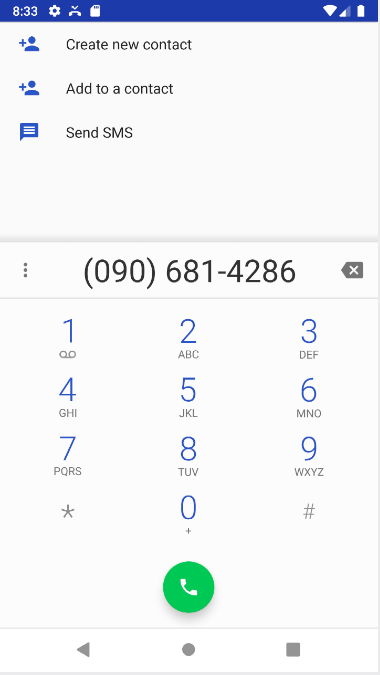 8:33
Create new contact
Add to a contact
Send SMS
(090) 681-4286
1 2 3
ABC DEF
4 5 6
GHI JKL MNO
7 8 9
PQRS TUV WXYZ
* 0 #
+